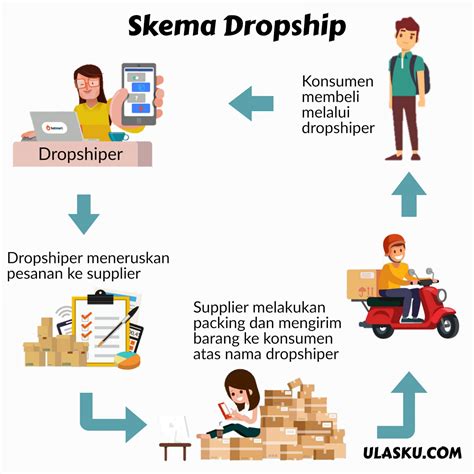 Skema Dropship
Konsumen
membeli
melalui
dropshiper
Dropshiper
Dropshiper meneruskan
pesanan ke supplier
Supplier melakukan
packing dan mengirim
barang ke konsumen
atas nama dropshiper
ULASKU.COM